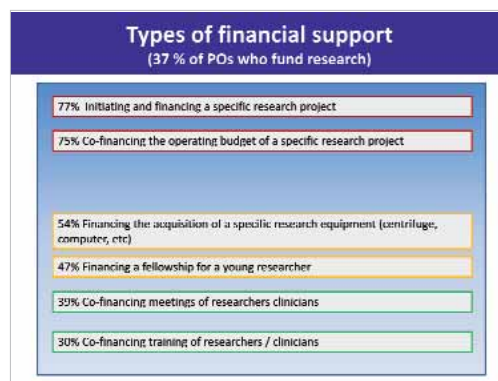 Types of financial support
(37 % of POs who fund research)
77% Initiating and financing a specific research project
75% Co-financing the operating budget of a specific research project
54% Financing the acquisition of a specific research equipment (centrifuge,
computer, etc)
47% Financing a fellowship for a young researcher
39% Co-financing meetings of researchers clinicians
30% Co-financing training of researchers / clinicians